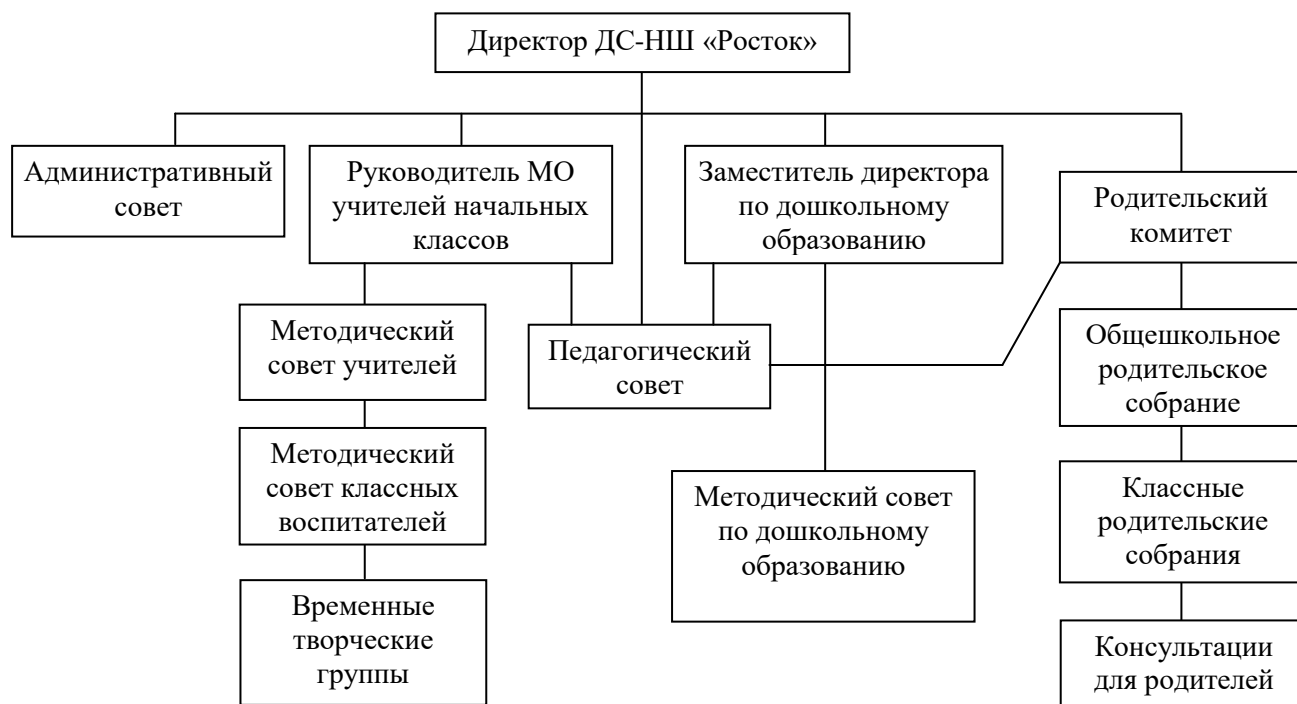 Директор ДС-НШ «Росток»
Административный
совет
Руководитель МО
учителей начальных
классов
Заместитель директора
по дошкольному
образованию
Родительский
комитет
Методический
совет учителей
Педагогический
совет
Общешкольное
родительское
собрание
Методический
совет классных
воспитателей
Методический совет
по дошкольному
образованию
Классные
родительские
собрания
Временные
творческие
группы
Консультации
для родителей